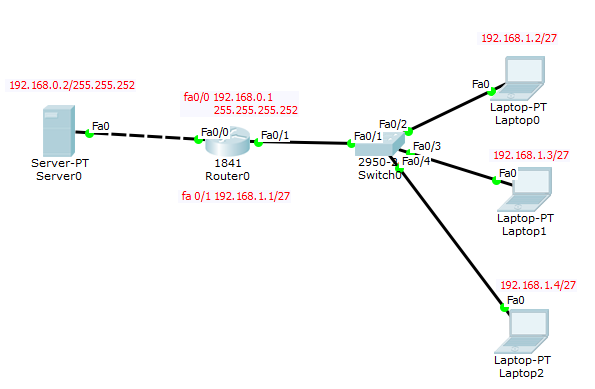 192.168.1.2/27
192.168.0.2/255.255.252
fa0/0 192.168.0.1
255.255.255.252
Fa0
Laptop-PT
Laptop0
Fa0
Fa0/0
Fa0/1
Fa0/1
Fa0/2
Fa0/3
Fa0/4
Server-PT
Server0
1841
Router0
2950-2
Switch0
192.168.1.3/27
Fa0
fa 0/1 192.168.1.1/27
Laptop-PT
Laptop1
192.168.1.4/27
Fa0
Laptop-PT
Laptop2